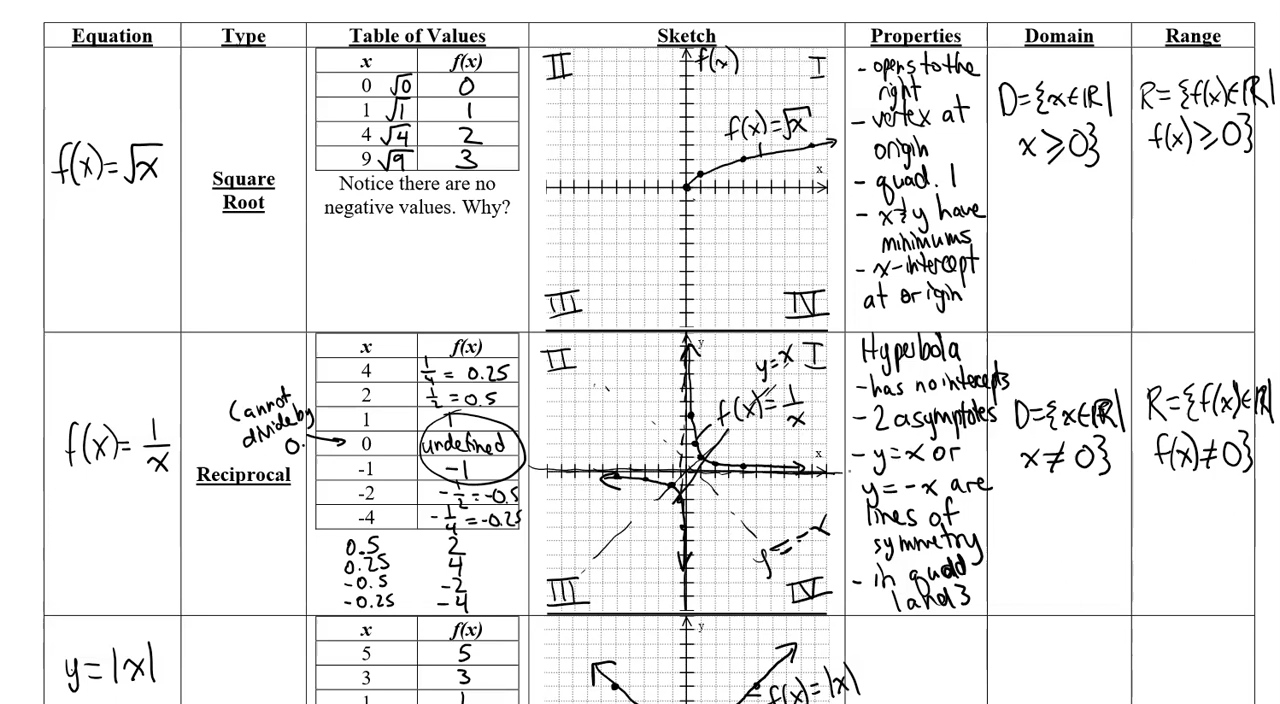 Equation Type Table of Values Sketch Properties Domain Range
f(x)=√x
Square
Root
x f(x)
0 √0 0
1 √1 1
4 √4 2
9 √9 3
Notice there are no
negative values. Why?
II f(x) I
f(x)=√x
x
III IV
- opens to the
right
- vertex at
origin
- quad. 1
- x & y have
minimums
- x-intercept
at origin
D={x∈ℝ|
x≥0}
R={f(x)∈ℝ|
f(x)≥0}
f(x)=1/x
Cannot
divide by
0.
Reciprocal
x f(x)
4 1/4 = 0.25
2 1/2 = 0.5
1 1
0 undefined
-1 -1
-2 -1/2 = -0.5
-4 -1/4 = -0.25
0.5 2
0.25 4
-0.5 -2
-0.25 -4
II y I
y=x
f(x)=1/x
x
y=-x
III IV
Hyperbola
- has no intercepts
- 2 asymptotes
- y=x or
y=-x are
lines of
symmetry
- in quad
1 and 3
D={x∈ℝ|
x≠0}
R={f(x)∈ℝ|
f(x)≠0}
y=|x|
x f(x)
5 5
3 3
1 1
y
f(x)=|x|